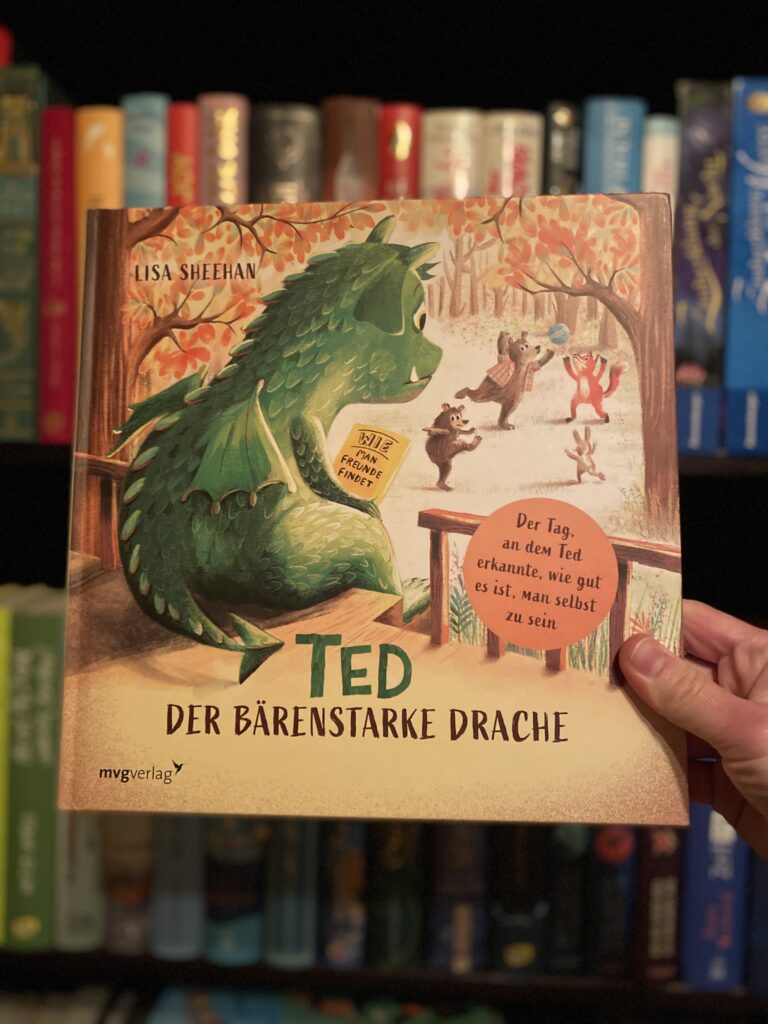 LISA SHEEHAN
WIE
MAN
FREUNDE
FINDET
Der Tag,
an dem Ted
erkannte, wie gut
es ist, man selbst
zu sein
TED
DER BÄRENSTARKE DRACHE
mvgverlag